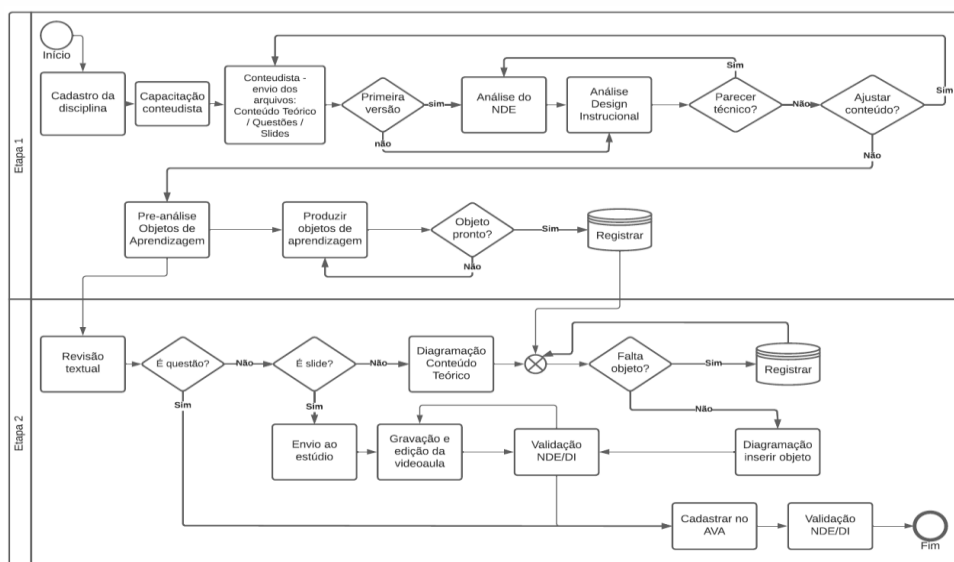 Início
Cadastro da
disciplina
Capacitação
conteudista
Conteudista -
envio dos
arquivos:
Conteúdo Teórico
/ Questões /
Slides
Primeira
versão
sim
não
Análise do
NDE
Análise
Design
Instrucional
Sim
Parecer
técnico?
Não
Ajustar
conteúdo?
Sim
Não
Etapa 1
Pre-análise
Objetos de
Aprendizagem
Produzir
objetos de
aprendizagem
Objeto
pronto?
Sim
Não
Registrar
Etapa 2
Revisão
textual
É questão?
Não
Sim
É slide?
Não
Sim
Diagramação
Conteúdo
Teórico
Falta
objeto?
Sim
Não
Registrar
Envio ao
estúdio
Gravação e
edição da
videoaula
Validação
NDE/DI
Diagramação
inserir objeto
Cadastrar no
AVA
Validação
NDE/DI
Fim